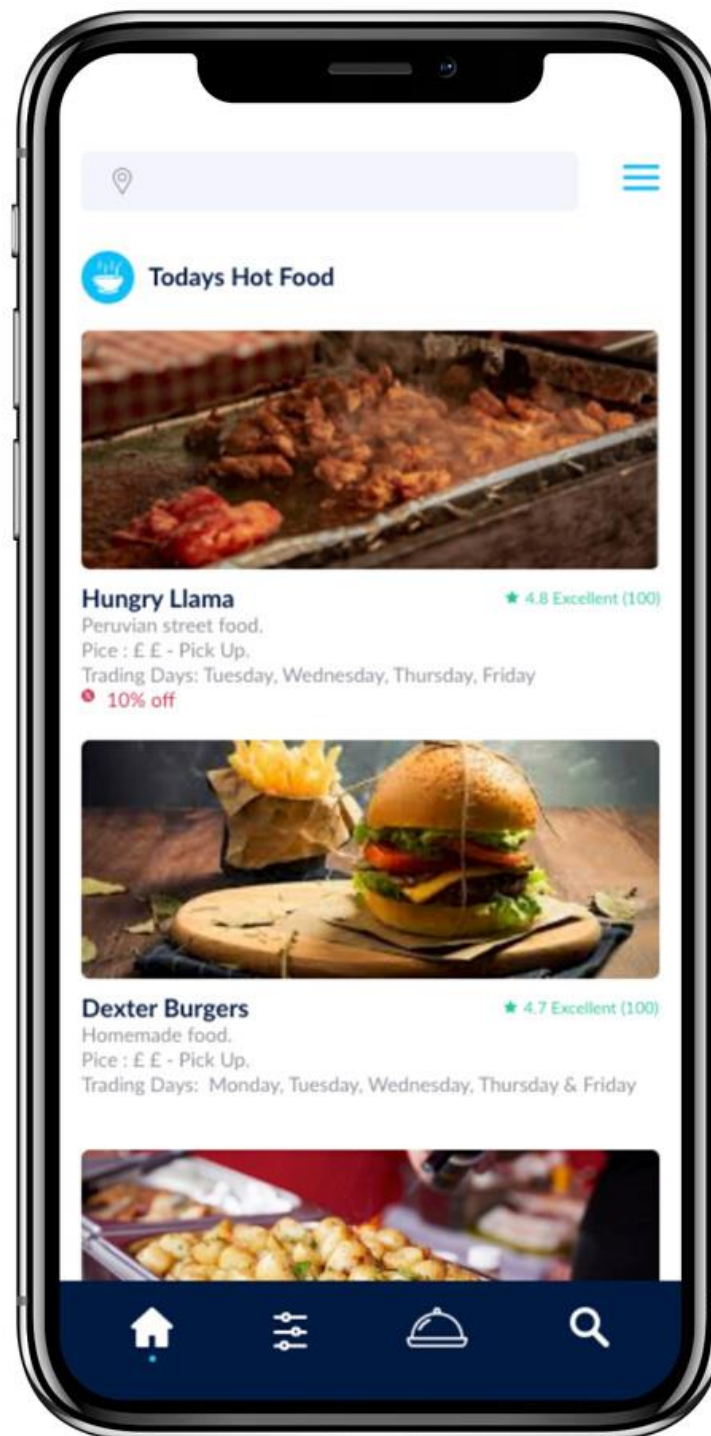 Todays Hot Food
Hungry Llama
4.8 Excellent (100)
Peruvian street food.
Pice : £ £ - Pick Up.
Trading Days: Tuesday, Wednesday, Thursday, Friday
10% off
Dexter Burgers
4.7 Excellent (100)
Homemade food.
Pice : £ £ - Pick Up.
Trading Days: Monday, Tuesday, Wednesday, Thursday & Friday